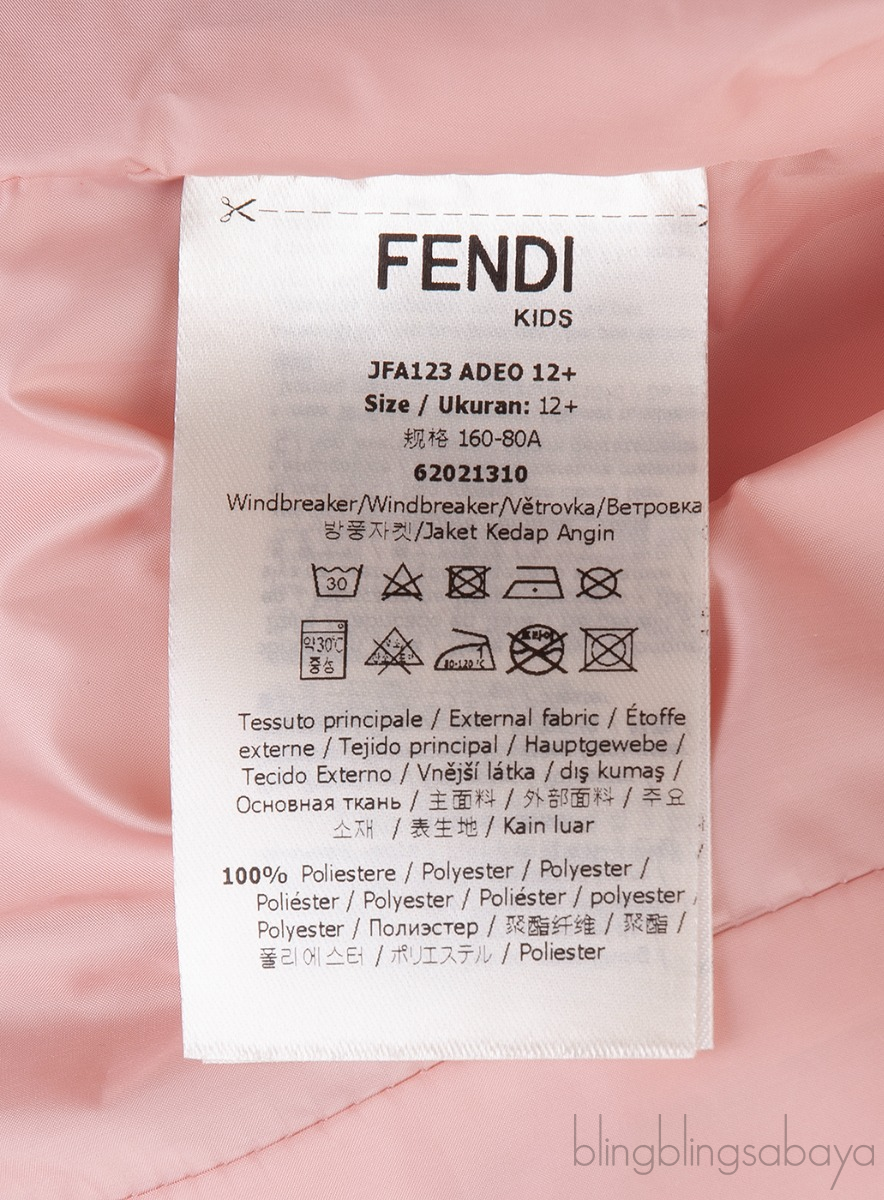 FENDI
KIDS
JFA123 ADEO 12+
Size / Ukuran: 12+
规格 160-80A
62021310
Windbreaker/Windbreaker/Větrovka/Ветровка
방풍자켓/Jaket Kedap Angin
30
약30℃ 80-120℃ 드라이
중성 염소표백
Tessuto principale / External fabric / Étoffe
externe / Tejido principal / Hauptgewebe /
Tecido Externo / Vnější látka / dış kumaş /
Основная ткань / 主面料 / 外部面料 / 주요
소재 / 表生地 / Kain luar
100% Poliestere / Polyester / Polyester /
Poliéster / Polyester / Poliéster / polyester /
Polyester / Полиэстер / 聚酯纤维 / 聚酯 /
폴리에스터 / ポリエステル / Poliester
blingblingsabaya